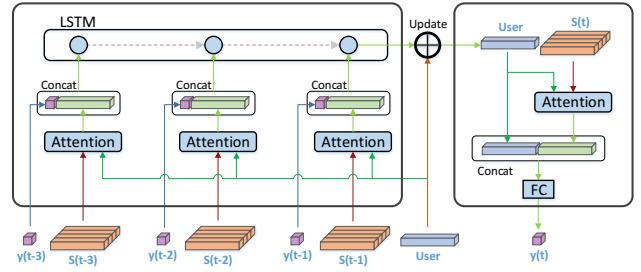 LSTM
Update
User
S(t)
Concat
Concat
Concat
Attention
Attention
Attention
Attention
Concat
FC
y(t-3)
S(t-3)
y(t-2)
S(t-2)
y(t-1)
S(t-1)
User
y(t)